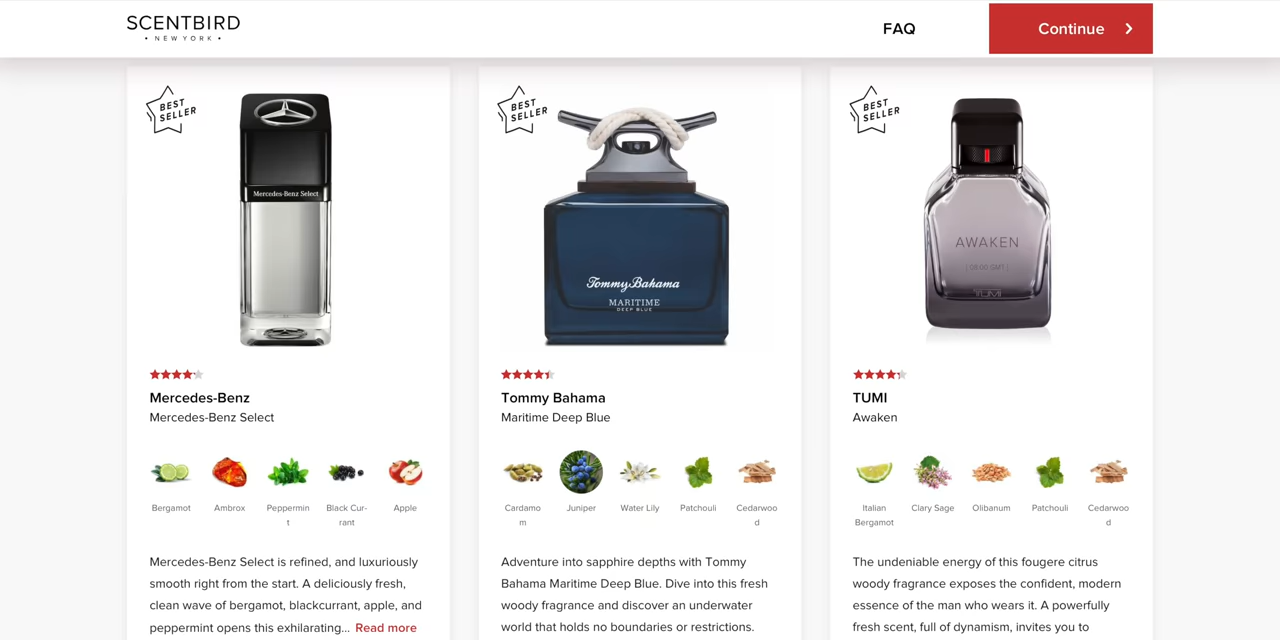 SCENTBIRD
• NEW YORK •
FAQ
Continue
BEST
SELLER
Mercedes-Benz Select
Mercedes-Benz
Mercedes-Benz Select
Bergamot
Ambrox
Peppermin
t
Black Cur-
rant
Apple
Mercedes-Benz Select is refined, and luxuriously
smooth right from the start. A deliciously fresh,
clean wave of bergamot, blackcurrant, apple, and
peppermint opens this exhilarating... Read more
BEST
SELLER
Tommy Bahama
MARITIME
DEEP BLUE
Tommy Bahama
Maritime Deep Blue
Cardamo
m
Juniper
Water Lily
Patchouli
Cedarwoo
d
Adventure into sapphire depths with Tommy
Bahama Maritime Deep Blue. Dive into this fresh
woody fragrance and discover an underwater
world that holds no boundaries or restrictions.
BEST
SELLER
AWAKEN
[ 08:00 GMT ]
TUMI
TUMI
Awaken
Italian
Bergamot
Clary Sage
Olibanum
Patchouli
Cedarwoo
d
The undeniable energy of this fougere citrus
woody fragrance exposes the confident, modern
essence of the man who wears it. A powerfully
fresh scent, full of dynamism, invites you to